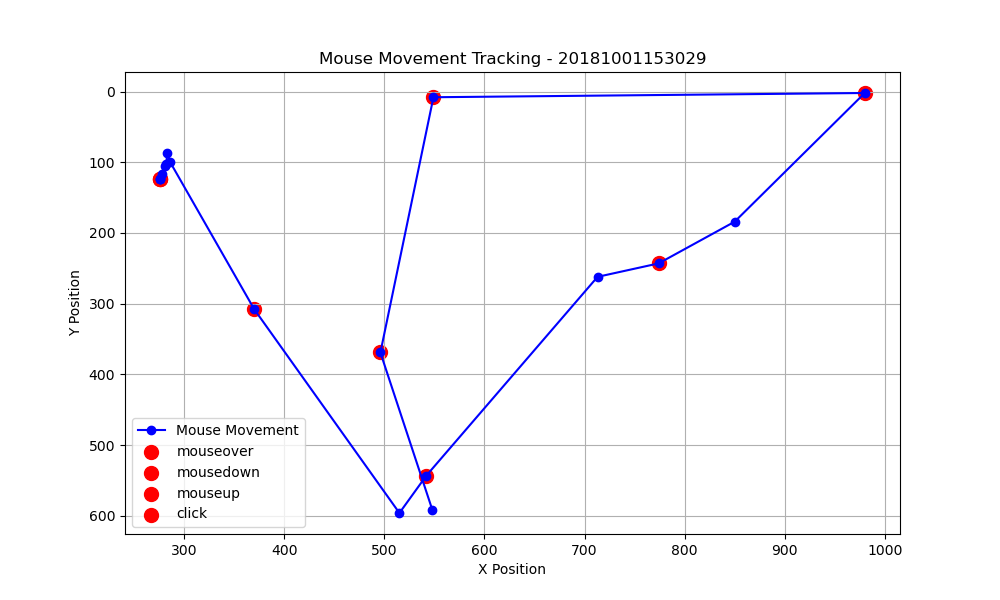 Mouse Movement Tracking - 20181001153029
0
100
200
300
400
500
600
Y Position
Mouse Movement
mouseover
mousedown
mouseup
click
300 400 500 600 700 800 900 1000
X Position